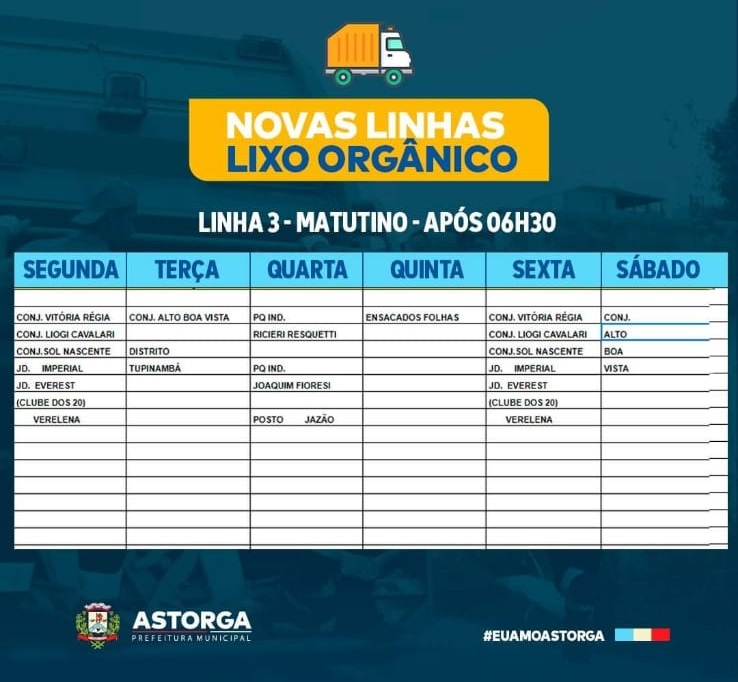 NOVAS LINHAS
LIXO ORGÂNICO
LINHA 3 - MATUTINO - APÓS 06H30
SEGUNDA TERÇA QUARTA QUINTA SEXTA SÁBADO
CONJ. VITÓRIA RÉGIA CONJ. ALTO BOA VISTA PQ IND. ENSACADOS FOLHAS CONJ. VITÓRIA RÉGIA CONJ.
CONJ. LIOGI CAVALARI RICIERI RESQUETTI CONJ. LIOGI CAVALARI ALTO
CONJ.SOL NASCENTE DISTRITO CONJ.SOL NASCENTE BOA
JD. IMPERIAL TUPINAMBÁ PQ IND. JD. IMPERIAL VISTA
JD. EVEREST JOAQUIM FIORESI JD. EVEREST
(CLUBE DOS 20) (CLUBE DOS 20)
VERELENA POSTO JAZÃO VERELENA
ASTORGA
PREFEITURA MUNICIPAL
#EUAMOASTORGA